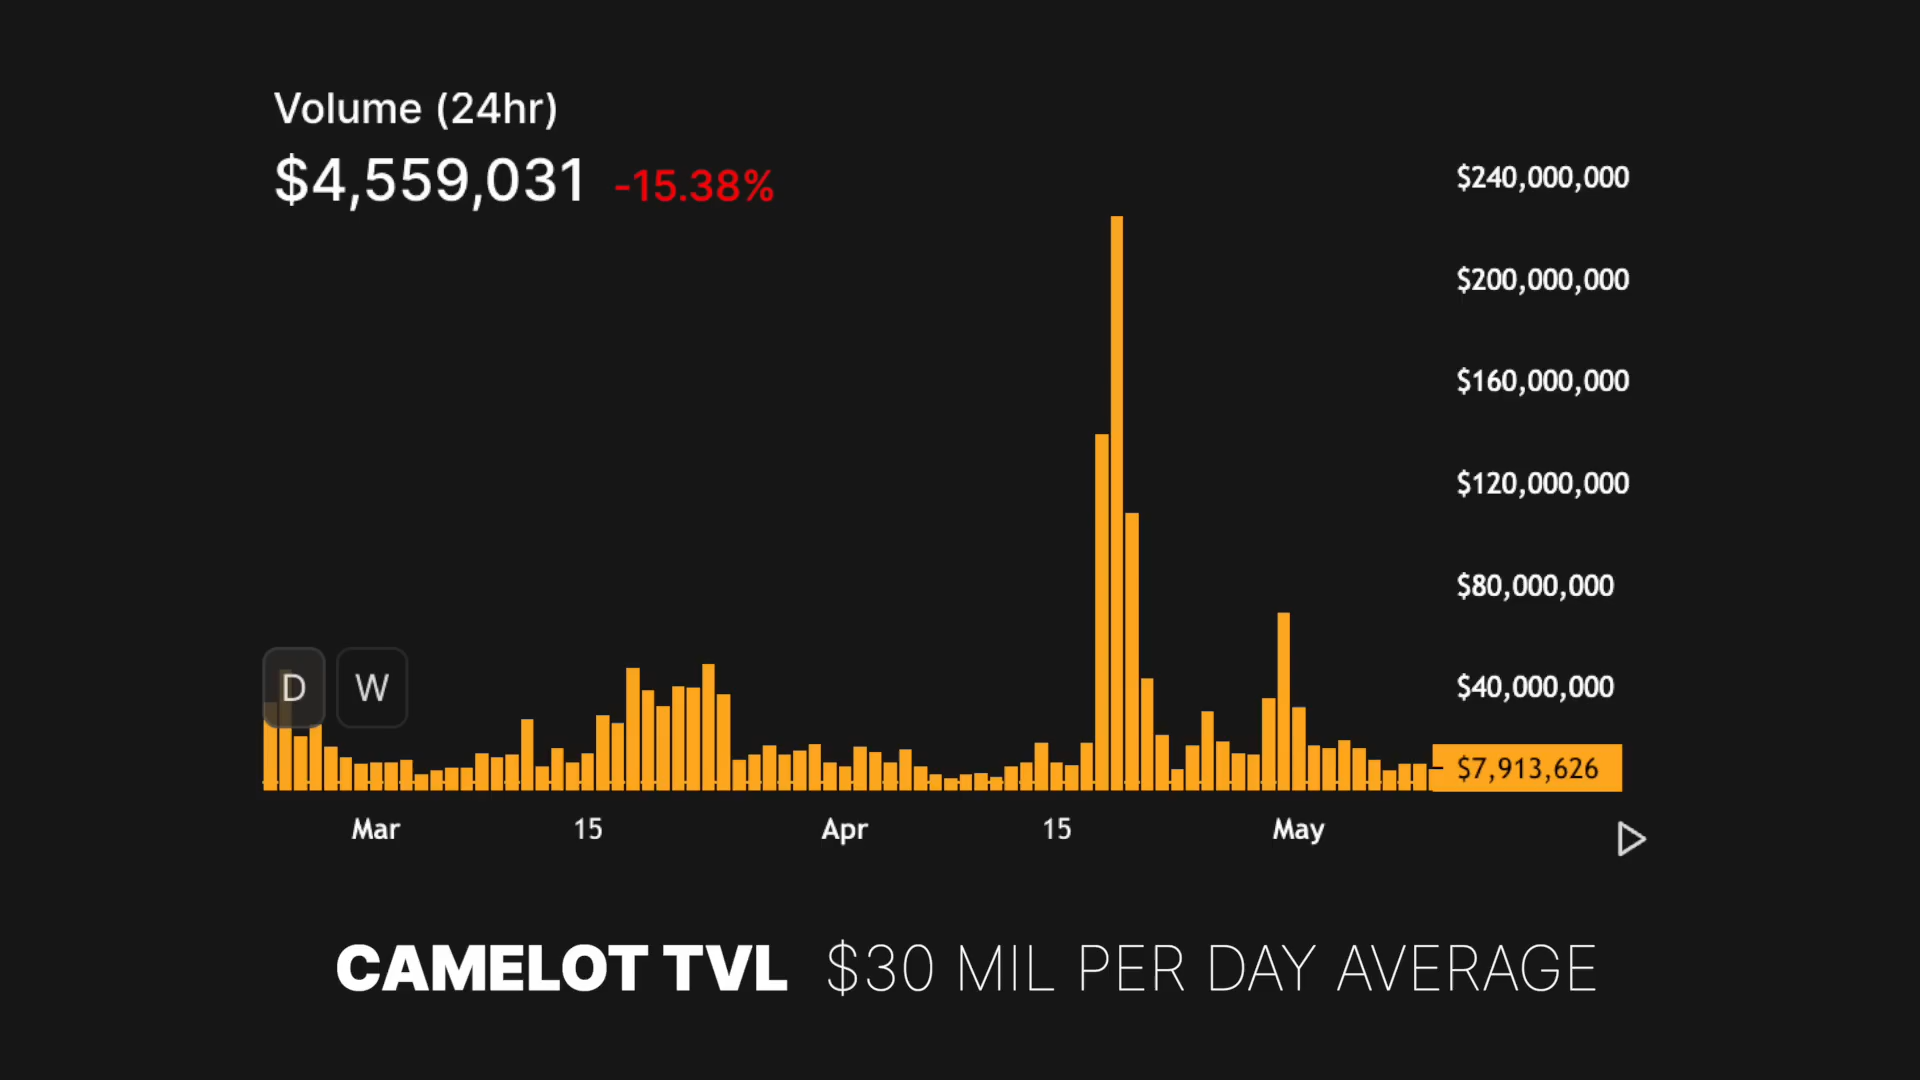 Volume (24hr)
$4,559,031 -15.38%
$240,000,000
$200,000,000
$160,000,000
$120,000,000
$80,000,000
D W
$40,000,000
$7,913,626
Mar 15 Apr 15 May
CAMELOT TVL $30 MIL PER DAY AVERAGE